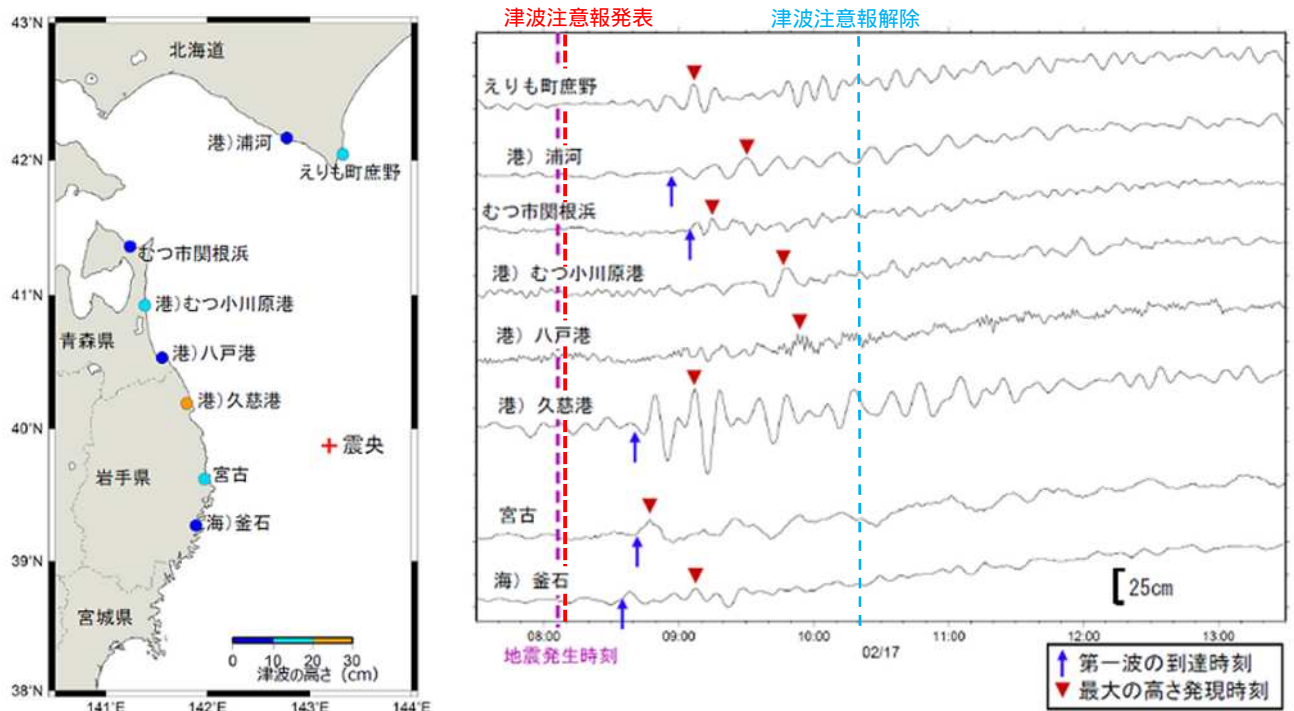 津波注意報発表
津波注意報解除
43°N
42°N
41°N
40°N
39°N
38°N
北海道
港）浦河
えりも町庶野
むつ市関根浜
港）むつ小川原港
青森県
港）八戸港
港）久慈港
震央
岩手県
宮古
海）釜石
宮城県
0 10 20 30
津波の高さ（cm）
141°E
142°E
143°E
144°E
えりも町庶野
港）浦河
むつ市関根浜
港）むつ小川原港
港）八戸港
港）久慈港
宮古
海）釜石
25cm
08:00
09:00
10:00
11:00
12:00
13:00
地震発生時刻
02/17
第一波の到達時刻
最大の高さ発現時刻